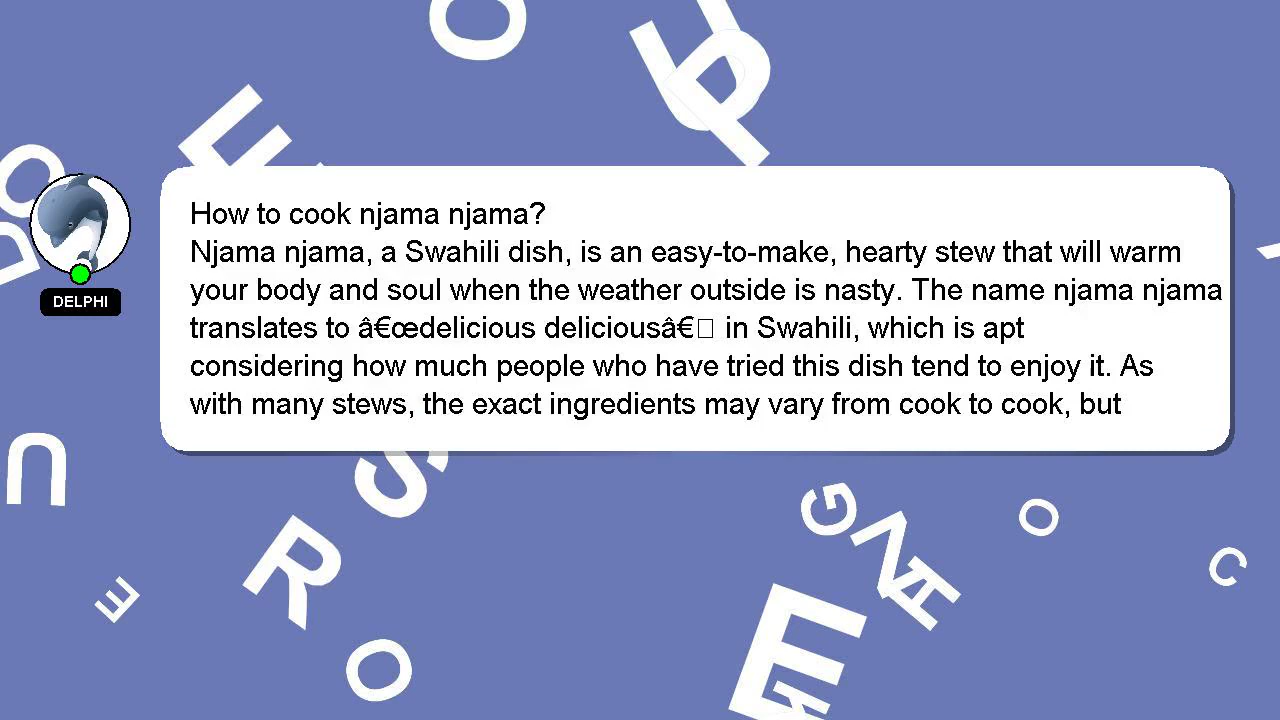 How to cook njama njama?
Njama njama, a Swahili dish, is an easy-to-make, hearty stew that will warm
your body and soul when the weather outside is nasty. The name njama njama
translates to â€œdelicious deliciousâ€□ in Swahili, which is apt
considering how much people who have tried this dish tend to enjoy it. As
with many stews, the exact ingredients may vary from cook to cook, but
DELPHI